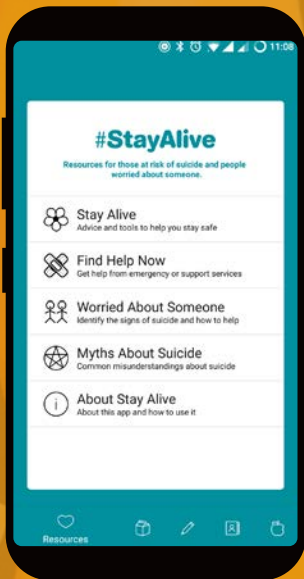 11:08
#StayAlive
Resources for those at risk of suicide and people
worried about someone.
Stay Alive
Advice and tools to help you stay safe
Find Help Now
Get help from emergency or support services
Worried About Someone
Identify the signs of suicide and how to help
Myths About Suicide
Common misunderstandings about suicide
i
About Stay Alive
About this app and how to use it
Resources